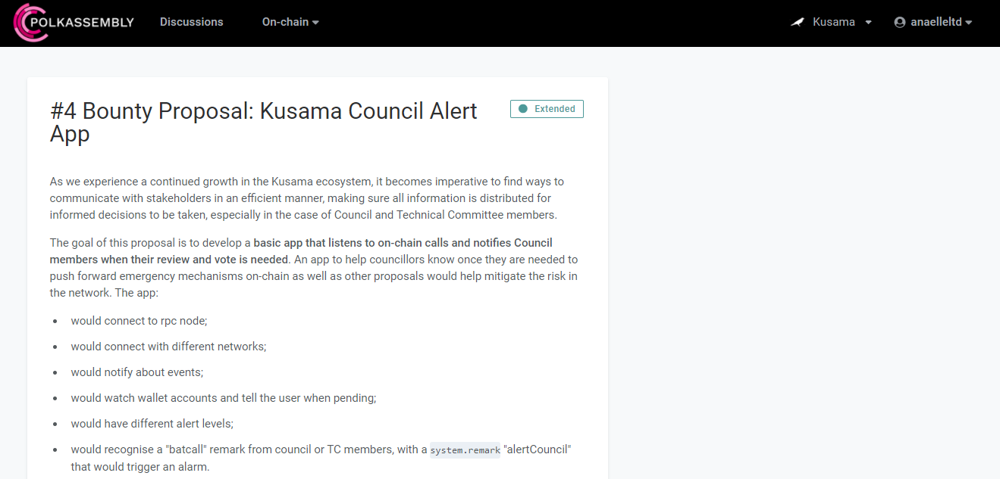 POLKASSEMBLY Discussions On-chain Kusama anaelleltd
#4 Bounty Proposal: Kusama Council Alert Extended
App
As we experience a continued growth in the Kusama ecosystem, it becomes imperative to find ways to
communicate with stakeholders in an efficient manner, making sure all information is distributed for
informed decisions to be taken, especially in the case of Council and Technical Committee members.
The goal of this proposal is to develop a basic app that listens to on-chain calls and notifies Council
members when their review and vote is needed. An app to help councillors know once they are needed to
push forward emergency mechanisms on-chain as well as other proposals would help mitigate the risk in
the network. The app:
• would connect to rpc node;
• would connect with different networks;
• would notify about events;
• would watch wallet accounts and tell the user when pending;
• would have different alert levels;
• would recognise a "batcall" remark from council or TC members, with a system.remark "alertCouncil"
that would trigger an alarm.